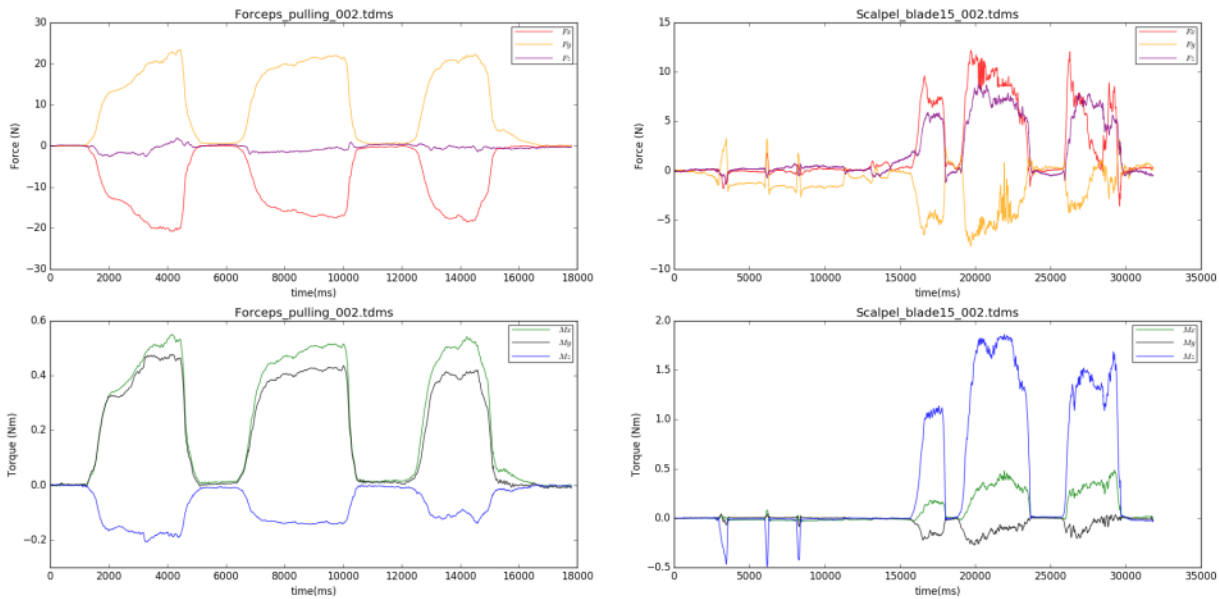 Forceps_pulling_002.tdms
30
20
10
0
−10
−20
−30
Force (N)
Fx
Fy
Fz
0 2000 4000 6000 8000 10000 12000 14000 16000 18000
time(ms)
Scalpel_blade15_002.tdms
15
10
5
0
−5
−10
Force (N)
Fx
Fy
Fz
0 5000 10000 15000 20000 25000 30000 35000
time(ms)
Forceps_pulling_002.tdms
0.6
0.4
0.2
0.0
−0.2
Torque (Nm)
Mx
My
Mz
0 2000 4000 6000 8000 10000 12000 14000 16000 18000
time(ms)
Scalpel_blade15_002.tdms
2.0
1.5
1.0
0.5
0.0
−0.5
Torque (Nm)
Mx
My
Mz
0 5000 10000 15000 20000 25000 30000 35000
time(ms)